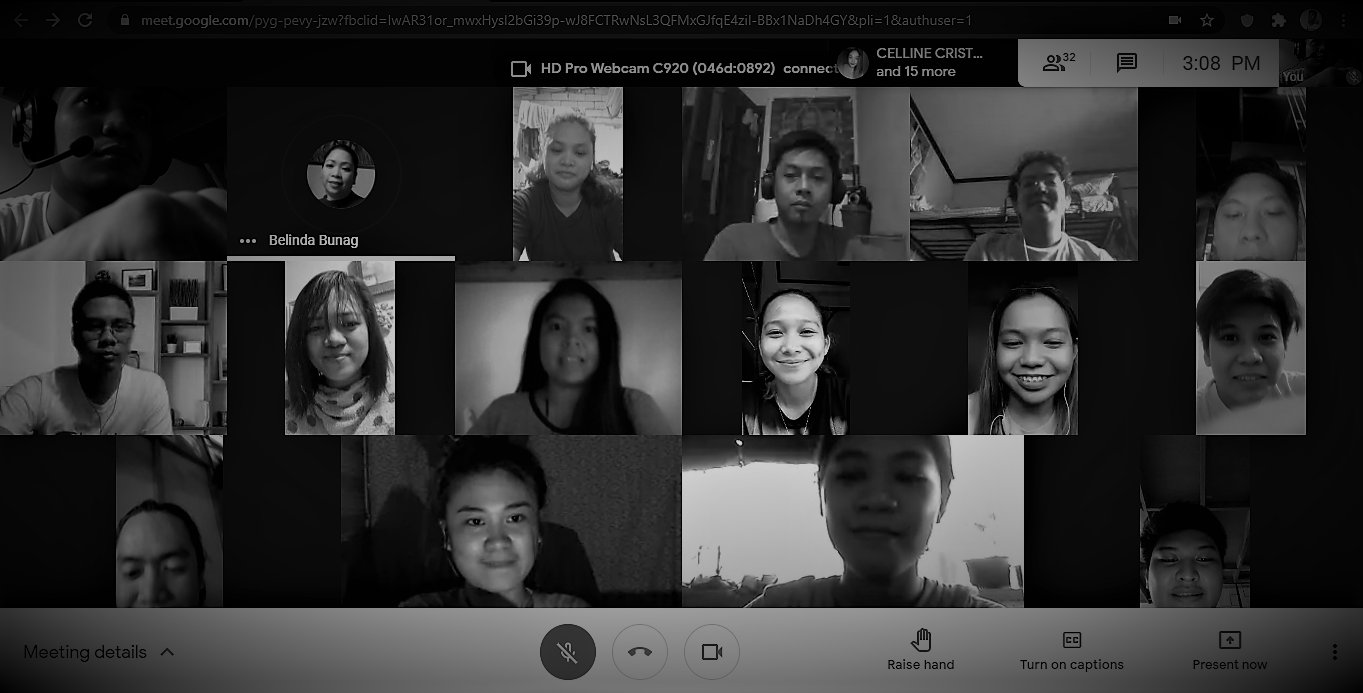 meet.google.com/pyg-pevy-jzw?fbclid=IwAR31or_mwxHysl2bGi39p-wJ8FCTRwNsL3QFMxGJfqE4ziI-BBx1NaDh4GY&pli=1&authuser=1
HD Pro Webcam C920 (046d:0892) connec
CELLINE CRIST...
and 15 more
32
3:08 PM
You
Belinda Bunag
Meeting details
Raise hand
Turn on captions
Present now